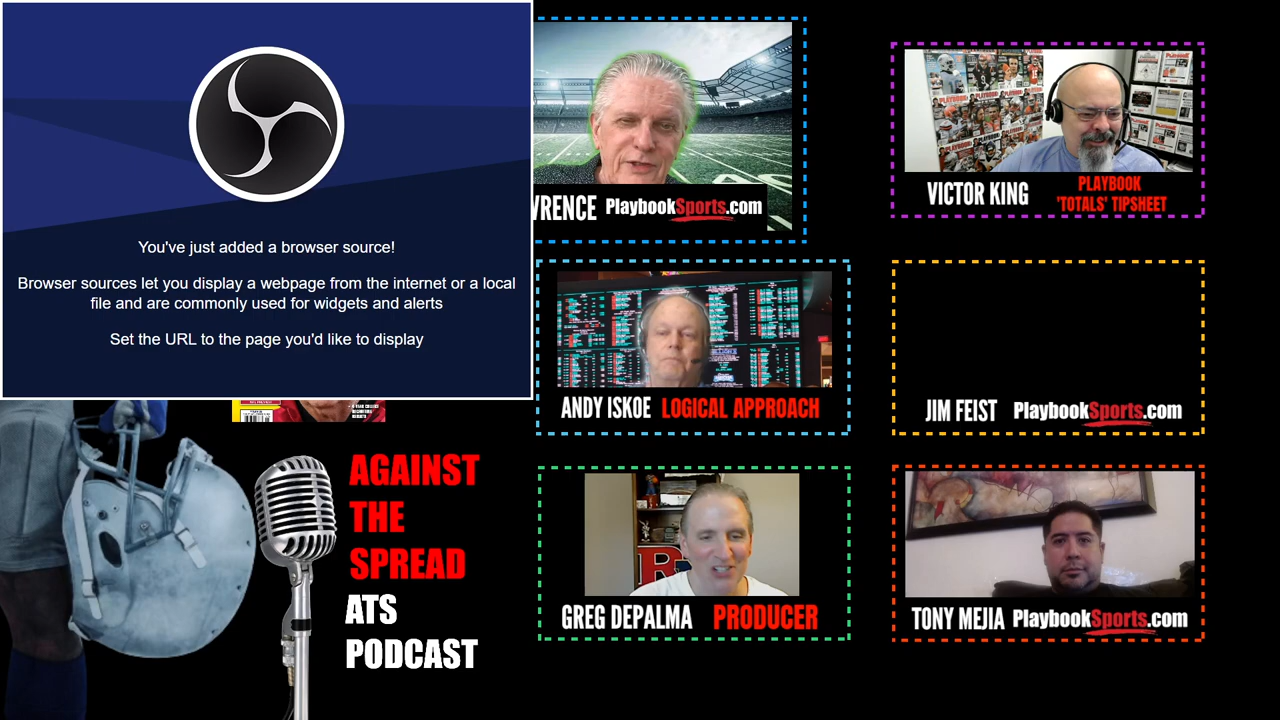 You've just added a browser source!
Browser sources let you display a webpage from the internet or a local
file and are commonly used for widgets and alerts
Set the URL to the page you'd like to display
WRENCE PlaybookSports.com
VICTOR KING PLAYBOOK
'TOTALS' TIPSHEET
ANDY ISKOE LOGICAL APPROACH
JIM FEIST PlaybookSports.com
AGAINST
THE
SPREAD
ATS
PODCAST
GREG DEPALMA PRODUCER
TONY MEJIA PlaybookSports.com